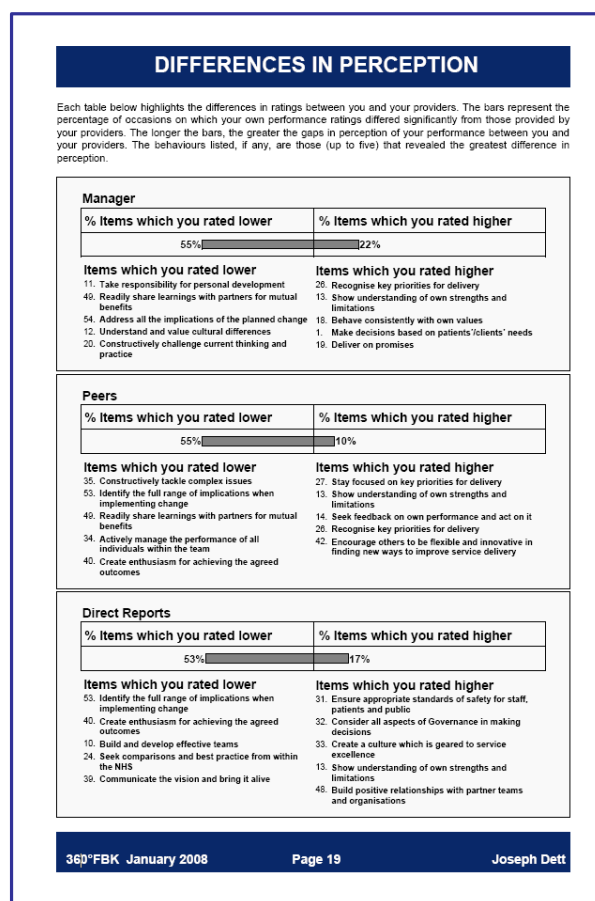 DIFFERENCES IN PERCEPTION
Each table below highlights the differences in ratings between you and your providers. The bars represent the
percentage of occasions on which your own performance ratings differed significantly from those provided by
your providers. The longer the bars, the greater the gaps in perception of your performance between you and
your providers. The behaviours listed, if any, are those (up to five) that revealed the greatest difference in
perception.
Manager
% Items which you rated lower
% Items which you rated higher
55%
22%
Items which you rated lower
11. Take responsibility for personal development
49. Readily share learnings with partners for mutual
benefits
54. Address all the implications of the planned change
12. Understand and value cultural differences
20. Constructively challenge current thinking and
practice
Items which you rated higher
26. Recognise key priorities for delivery
13. Show understanding of own strengths and
limitations
18. Behave consistently with own values
1. Make decisions based on patients'/clients' needs
19. Deliver on promises
Peers
% Items which you rated lower
% Items which you rated higher
55%
10%
Items which you rated lower
35. Constructively tackle complex issues
53. Identify the full range of implications when
implementing change
49. Readily share learnings with partners for mutual
benefits
34. Actively manage the performance of all
individuals within the team
40. Create enthusiasm for achieving the agreed
outcomes
Items which you rated higher
27. Stay focused on key priorities for delivery
13. Show understanding of own strengths and
limitations
14. Seek feedback on own performance and act on it
26. Recognise key priorities for delivery
42. Encourage others to be flexible and innovative in
finding new ways to improve service delivery
Direct Reports
% Items which you rated lower
% Items which you rated higher
53%
17%
Items which you rated lower
53. Identify the full range of implications when
implementing change
40. Create enthusiasm for achieving the agreed
outcomes
10. Build and develop effective teams
24. Seek comparisons and best practice from within
the NHS
39. Communicate the vision and bring it alive
Items which you rated higher
31. Ensure appropriate standards of safety for staff,
patients and public
32. Consider all aspects of Governance in making
decisions
33. Create a culture which is geared to service
excellence
13. Show understanding of own strengths and
limitations
48. Build positive relationships with partner teams
and organisations
360°FBK January 2008 Page 19 Joseph Dett